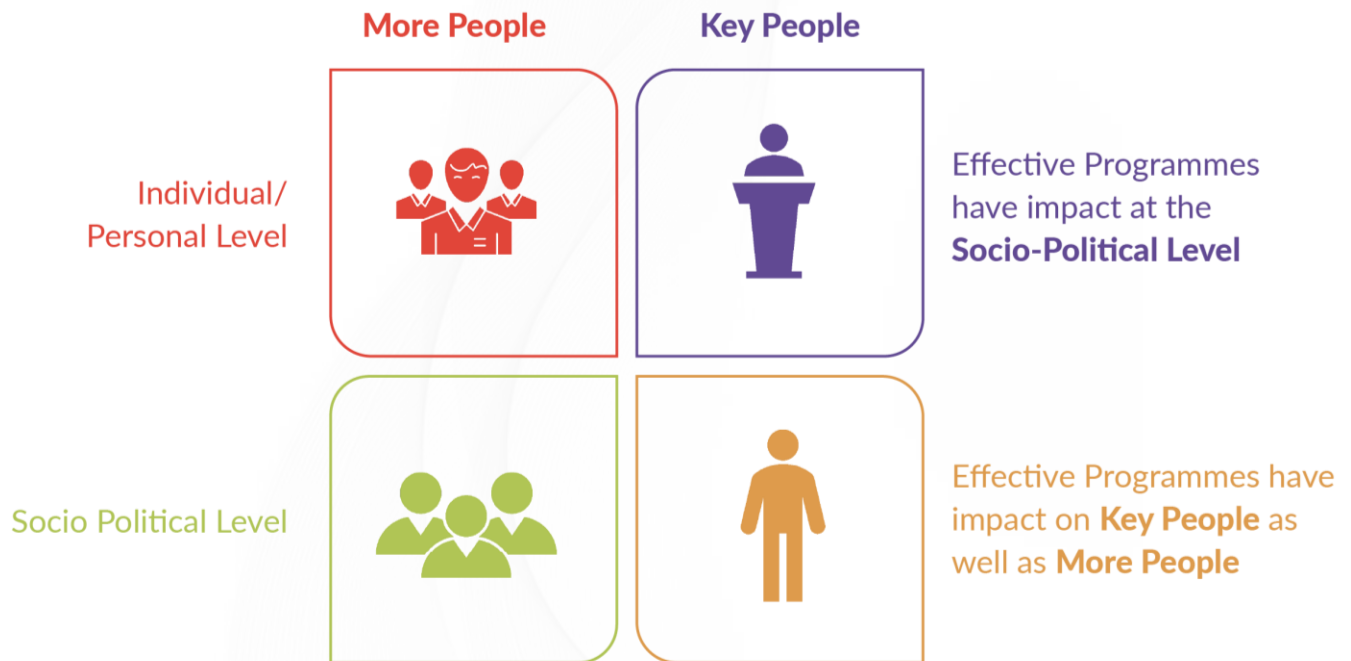 More People
Key People
Individual/
Personal Level
Effective Programmes
have impact at the
Socio-Political Level
Socio Political Level
Effective Programmes have
impact on Key People as
well as More People